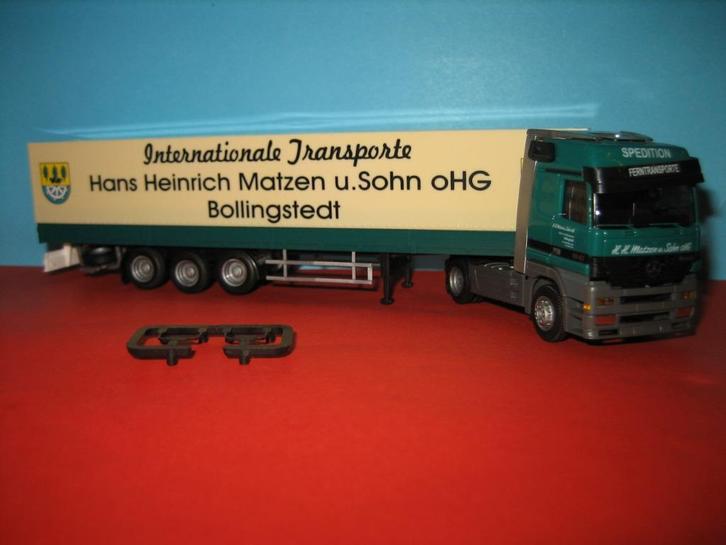 Internationale Transporte
Hans Heinrich Matzen u.Sohn oHG
Bollingstedt
SPEDITION
FERNTRANSPORTE
H.H. Matzen u. Sohn oHG